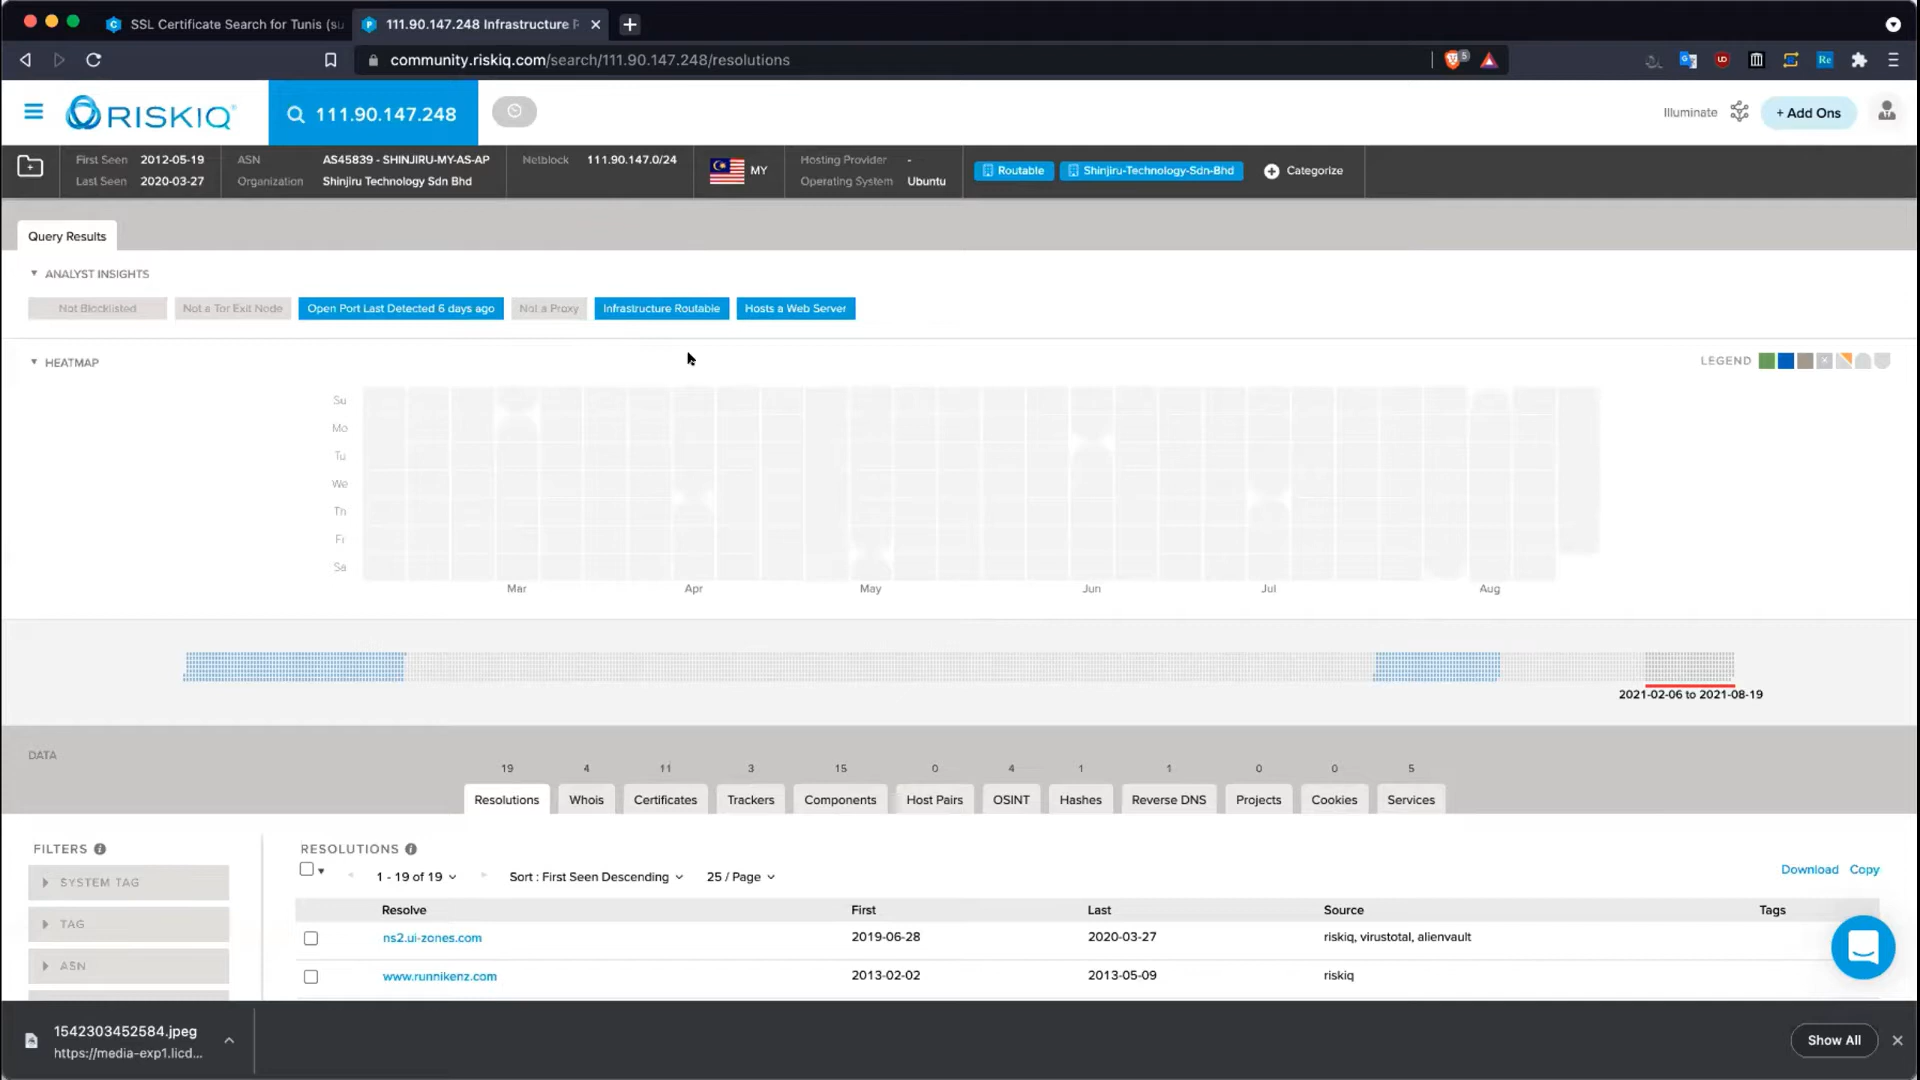 SSL Certificate Search for Tunis (su
111.90.147.248 Infrastructure
community.riskiq.com/search/111.90.147.248/resolutions
5
Re
RISKIQ
111.90.147.248
Illuminate
+ Add Ons
First Seen 2012-05-19
Last Seen 2020-03-27
ASN AS45839 - SHINJIRU-MY-AS-AP
Organization Shinjiru Technology Sdn Bhd
Netblock 111.90.147.0/24
MY
Hosting Provider -
Operating System Ubuntu
Routable
Shinjiru-Technology-Sdn-Bhd
Categorize
Query Results
ANALYST INSIGHTS
Not Blocklisted
Not a Tor Exit Node
Open Port Last Detected 6 days ago
Not a Proxy
Infrastructure Routable
Hosts a Web Server
HEATMAP
LEGEND
Su
Mo
Tu
We
Th
Fr
Sa
Mar Apr May Jun Jul Aug
2021-02-06 to 2021-08-19
DATA
19 4 11 3 15 0 4 1 1 0 0 5
Resolutions Whois Certificates Trackers Components Host Pairs OSINT Hashes Reverse DNS Projects Cookies Services
FILTERS
SYSTEM TAG
TAG
ASN
RESOLUTIONS
1 - 19 of 19
Sort : First Seen Descending
25 / Page
Download Copy
Resolve First Last Source Tags
ns2.ui-zones.com 2019-06-28 2020-03-27 riskiq, virustotal, alienvault
www.runnikenz.com 2013-02-02 2013-05-09 riskiq
1542303452584.jpeg
https://media-exp1.licd...
Show All